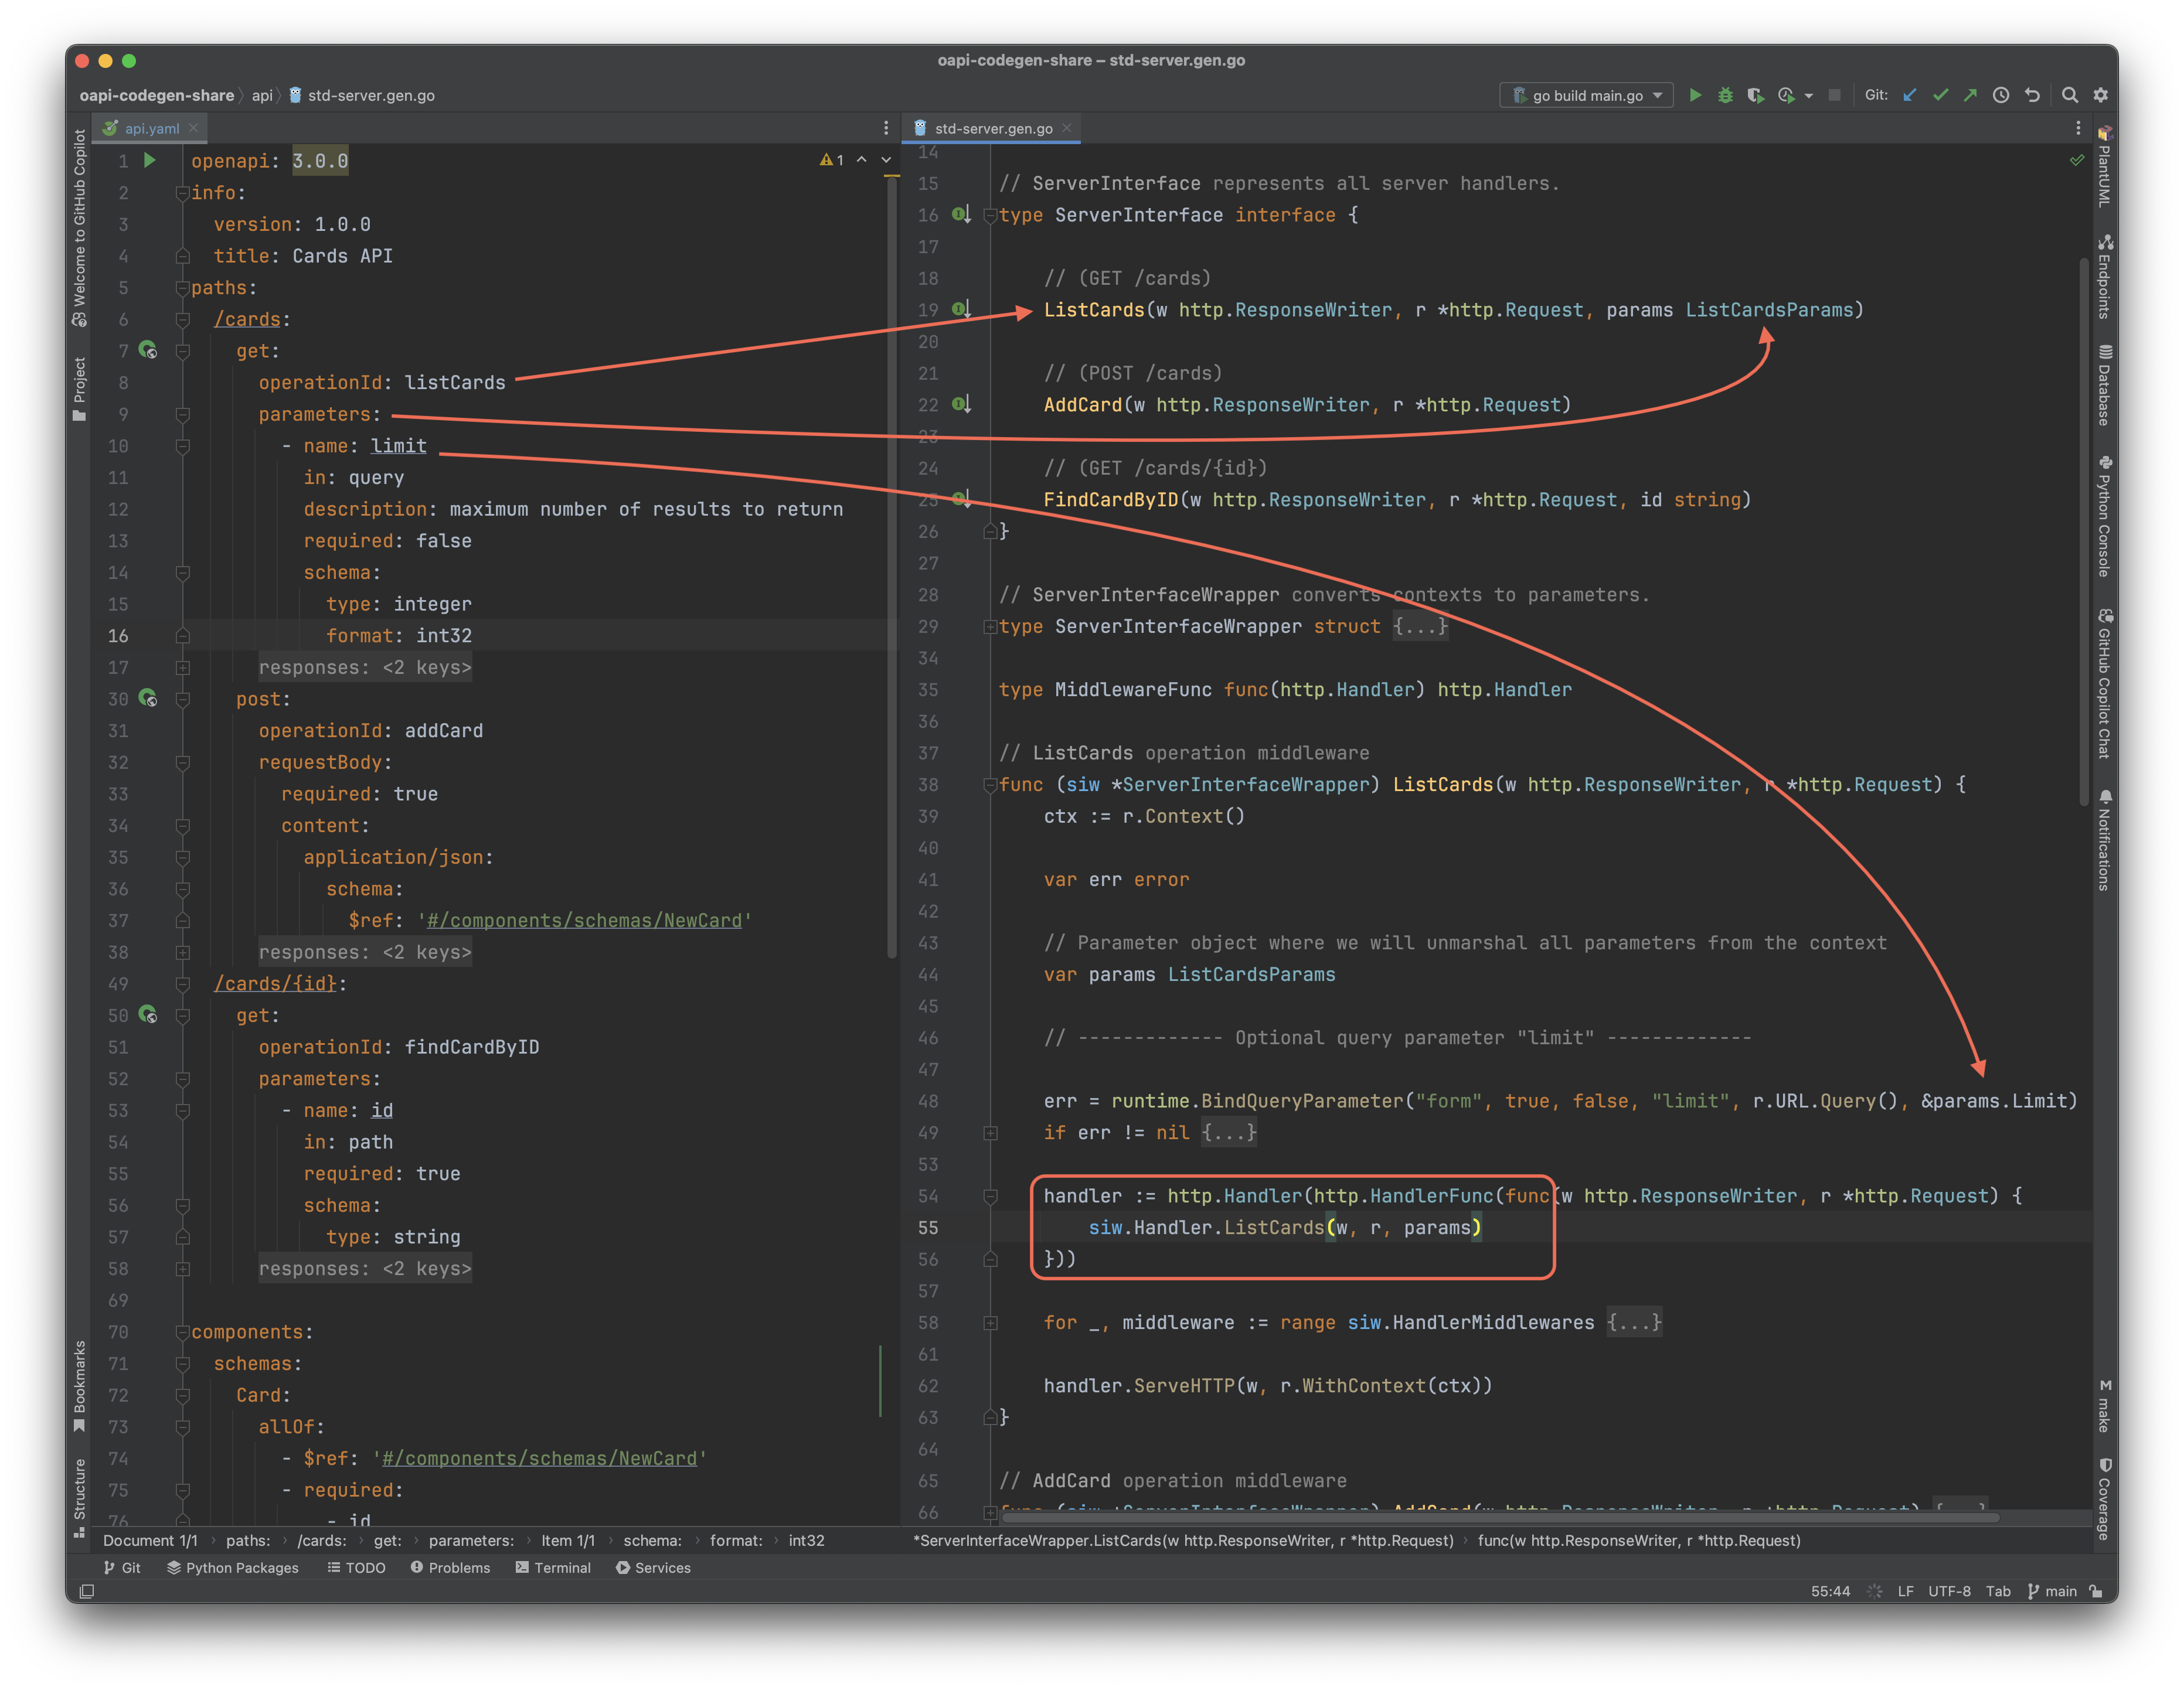 oapi-codegen-share – std-server.gen.go
oapi-codegen-share api std-server.gen.go
go build main.go
Git:
Welcome to GitHub Copilot
Project
Bookmarks
Structure
api.yaml
1 openapi: 3.0.0
1
2 info:
3 version: 1.0.0
4 title: Cards API
5 paths:
6 /cards:
7 get:
8 operationId: listCards
9 parameters:
10 - name: limit
11 in: query
12 description: maximum number of results to return
13 required: false
14 schema:
15 type: integer
16 format: int32
17 responses: <2 keys>
30 post:
31 operationId: addCard
32 requestBody:
33 required: true
34 content:
35 application/json:
36 schema:
37 $ref: '#/components/schemas/NewCard'
38 responses: <2 keys>
49 /cards/{id}:
50 get:
51 operationId: findCardByID
52 parameters:
53 - name: id
54 in: path
55 required: true
56 schema:
57 type: string
58 responses: <2 keys>
69
70 components:
71 schemas:
72 Card:
73 allOf:
74 - $ref: '#/components/schemas/NewCard'
75 - required:
76 - id
std-server.gen.go
14
15 // ServerInterface represents all server handlers.
16 type ServerInterface interface {
17
18 // (GET /cards)
19 ListCards(w http.ResponseWriter, r *http.Request, params ListCardsParams)
20
21 // (POST /cards)
22 AddCard(w http.ResponseWriter, r *http.Request)
23
24 // (GET /cards/{id})
25 FindCardByID(w http.ResponseWriter, r *http.Request, id string)
26 }
27
28 // ServerInterfaceWrapper converts contexts to parameters.
29 type ServerInterfaceWrapper struct {...}
34
35 type MiddlewareFunc func(http.Handler) http.Handler
36
37 // ListCards operation middleware
38 func (siw *ServerInterfaceWrapper) ListCards(w http.ResponseWriter, r *http.Request) {
39 ctx := r.Context()
40
41 var err error
42
43 // Parameter object where we will unmarshal all parameters from the context
44 var params ListCardsParams
45
46 // ------------- Optional query parameter "limit" -------------
47
48 err = runtime.BindQueryParameter("form", true, false, "limit", r.URL.Query(), &params.Limit)
49 if err != nil {...}
53
54 handler := http.Handler(http.HandlerFunc(func(w http.ResponseWriter, r *http.Request) {
55 siw.Handler.ListCards(w, r, params)
56 }))
57
58 for _, middleware := range siw.HandlerMiddlewares {...}
61
62 handler.ServeHTTP(w, r.WithContext(ctx))
63 }
64
65 // AddCard operation middleware
66 func (siw *ServerInterfaceWrapper) AddCard(w http.ResponseWriter, r *http.Request) {...}
PlantUML
Endpoints
Database
Python Console
GitHub Copilot Chat
Notifications
make
Coverage
Document 1/1 paths: /cards: get: parameters: Item 1/1 schema: format: int32
*ServerInterfaceWrapper.ListCards(w http.ResponseWriter, r *http.Request) func(w http.ResponseWriter, r *http.Request)
Git Python Packages TODO Problems Terminal Services
55:44 LF UTF-8 Tab main